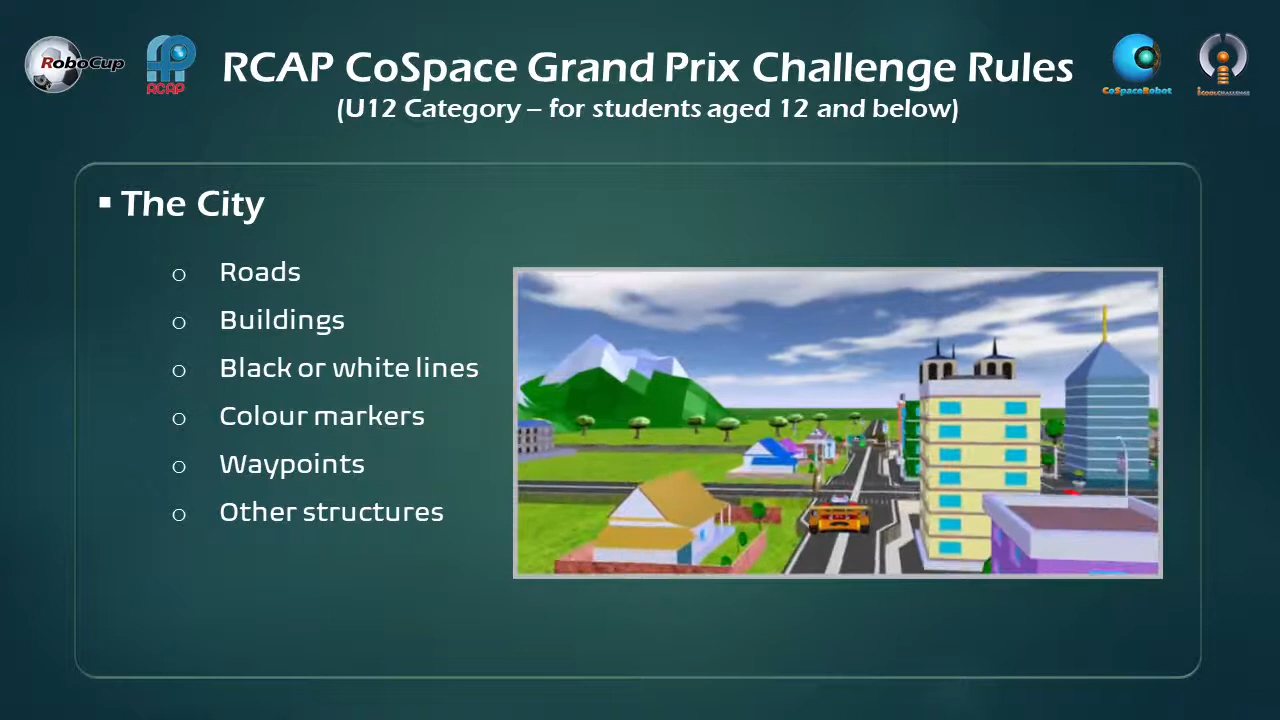 RoboCup
RCAP
RCAP CoSpace Grand Prix Challenge Rules
(U12 Category – for students aged 12 and below)
CoSpaceRobot
iCOOLCHALLENGE
▪ The City
o Roads
o Buildings
o Black or white lines
o Colour markers
o Waypoints
o Other structures